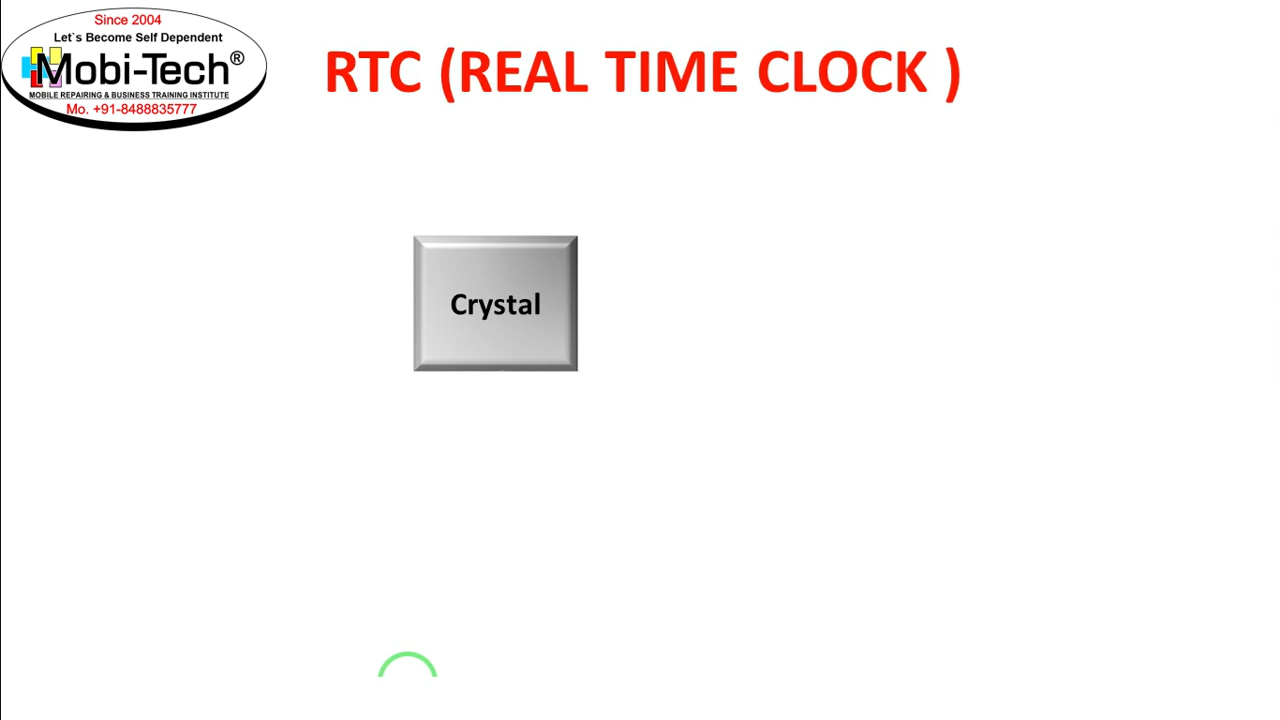 Since 2004
Let`s Become Self Dependent
Mobi-Tech®
MOBILE REPAIRING & BUSINESS TRAINING INSTITUTE
Mo. +91-8488835777
RTC (REAL TIME CLOCK )
Crystal